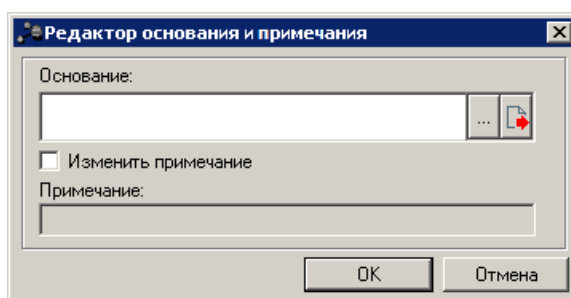 Редактор основания и примечания
Основание:
...
Изменить примечание
Примечание:
OK
Отмена